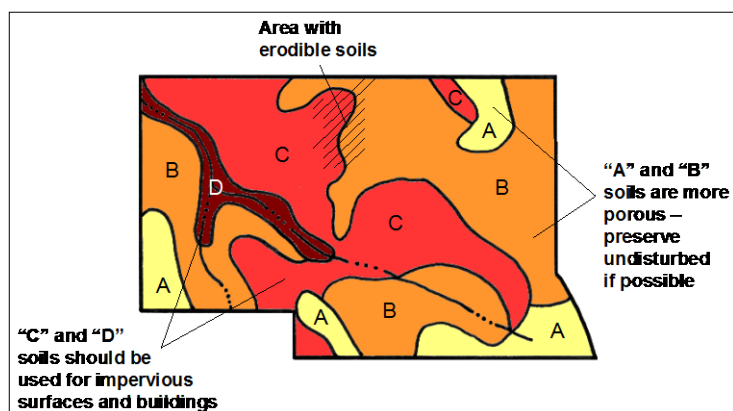 Area with
erodible soils
C
A
C
B
D
B
C
A
B
A
A
"A" and "B"
soils are more
porous –
preserve
undisturbed
if possible
"C" and "D"
soils should be
used for impervious
surfaces and buildings